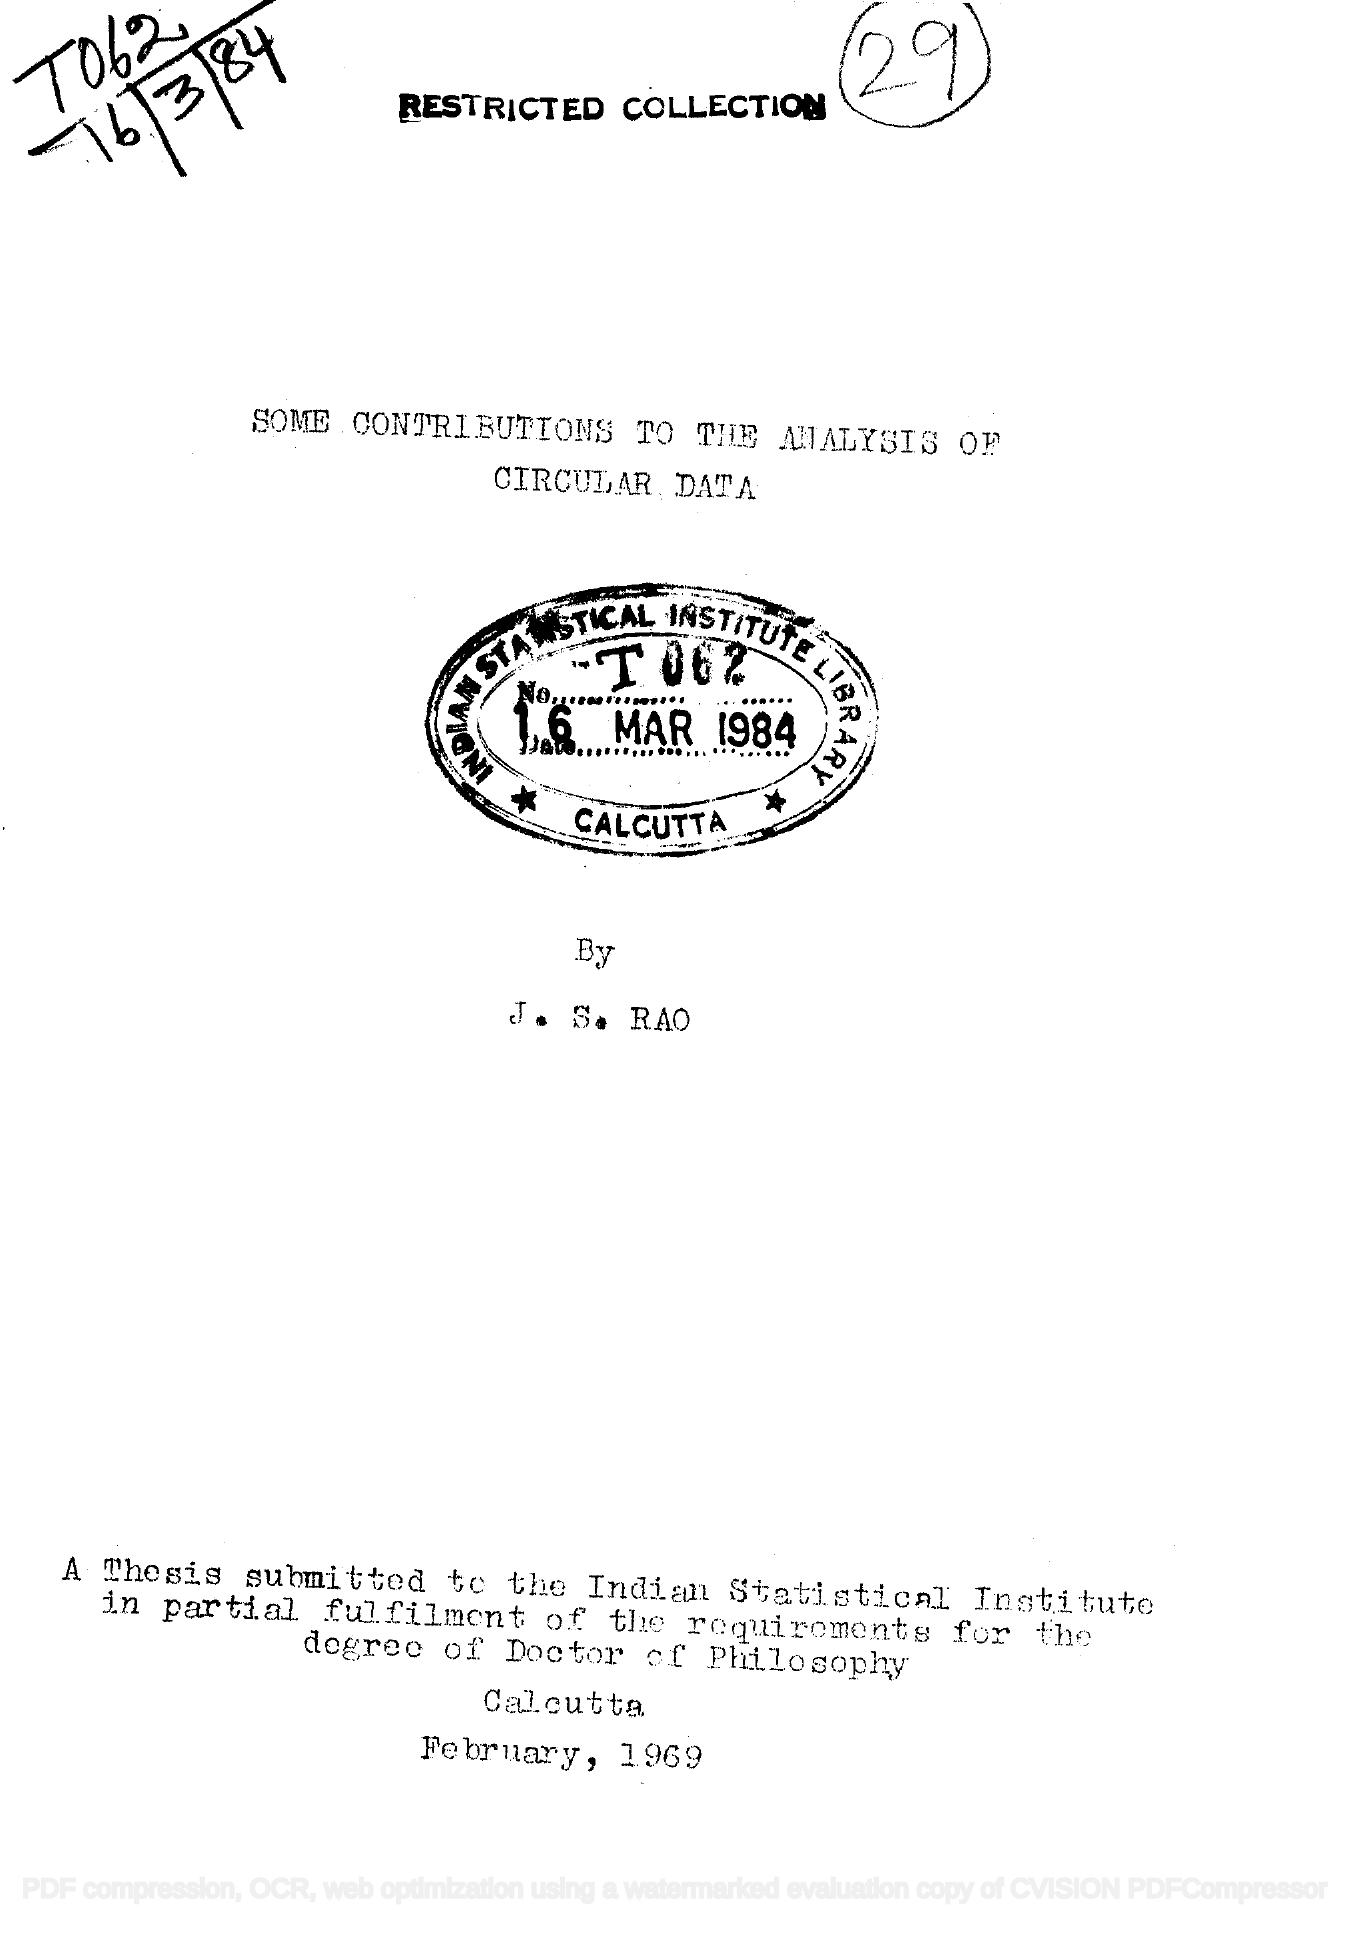 T062
16/3/84
RESTRICTED COLLECTION
29
SOME CONTRIBUTIONS TO THE ANALYSIS OF
CIRCULAR DATA
INDIAN STATISTICAL INSTITUTE LIBRARY
No. T 062
Date 16 MAR 1984
★ CALCUTTA ★
By
J. S. RAO
A Thesis submitted to the Indian Statistical Institute
in partial fulfilment of the requirements for the
degree of Doctor of Philosophy
Calcutta
February, 1969
PDF compression, OCR, web optimization using a watermarked evaluation copy of CVISION PDFCompressor